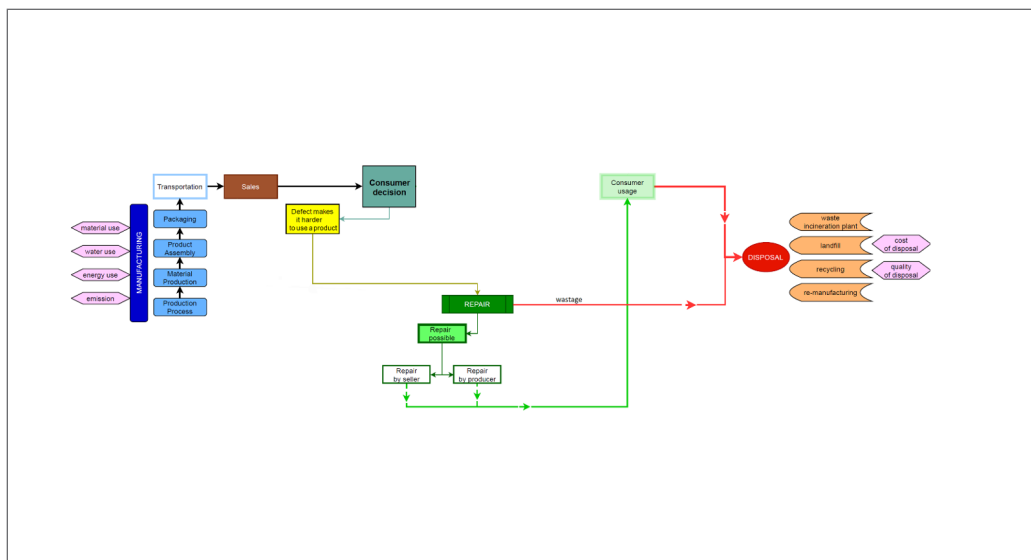 Transportation
Sales
Consumer
decision
Consumer
usage
Packaging
Product
Assembly
Material
Production
Production
Process
MANUFACTURING
material use
water use
energy use
emission
Defect makes
it harder
to use a product
REPAIR
wastage
Repair
possible
Repair
by seller
Repair
by producer
DISPOSAL
waste
incineration plant
landfill
recycling
re-manufacturing
cost
of disposal
quality
of disposal